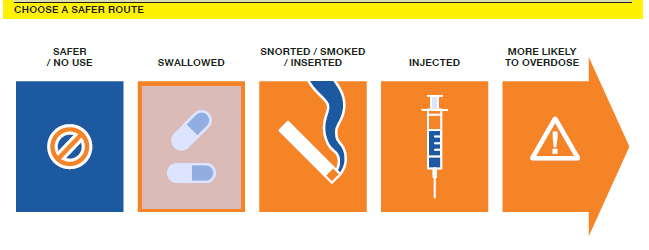 CHOOSE A SAFER ROUTE
SAFER
/ NO USE
SWALLOWED
SNORTED / SMOKED
/ INSERTED
INJECTED
MORE LIKELY
TO OVERDOSE